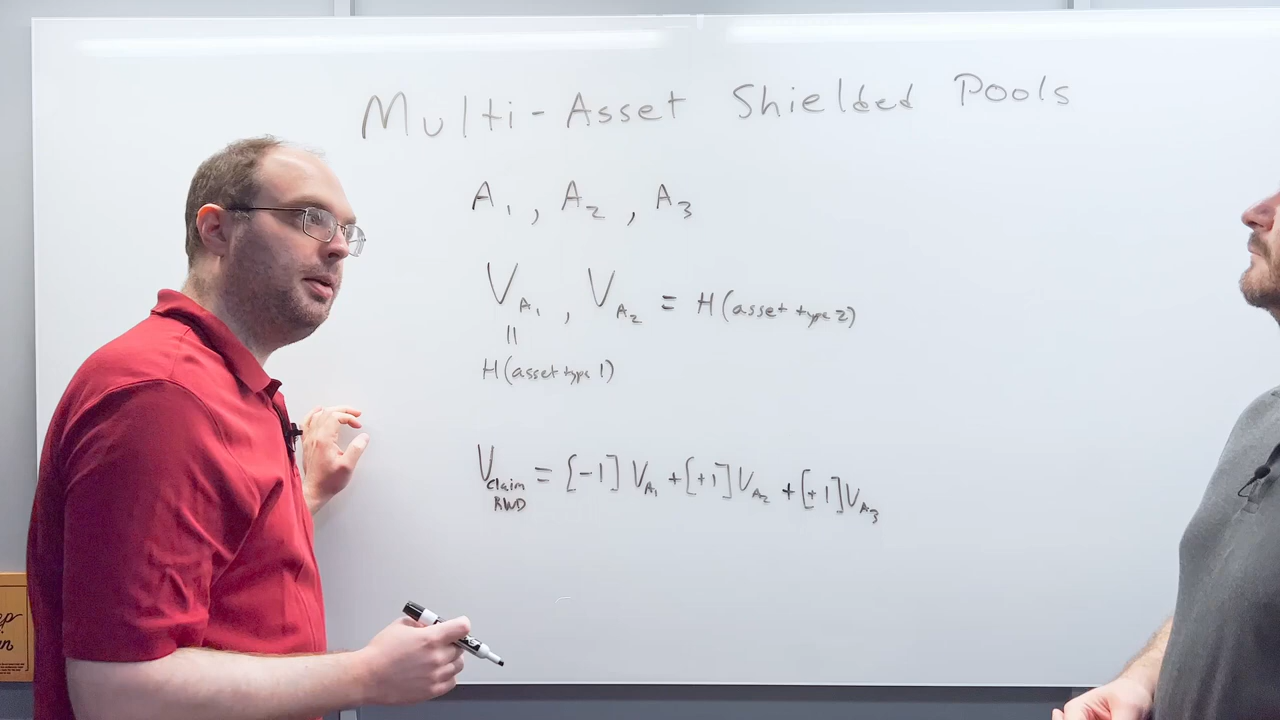 Multi-Asset Shielded Pools
A1, A2, A3
VA1, VA2 = H(asset type 2)
||
H(asset type 1)
Vclaim RWD = [-1] VA1 + [+1] VA2 + [+1] VA3